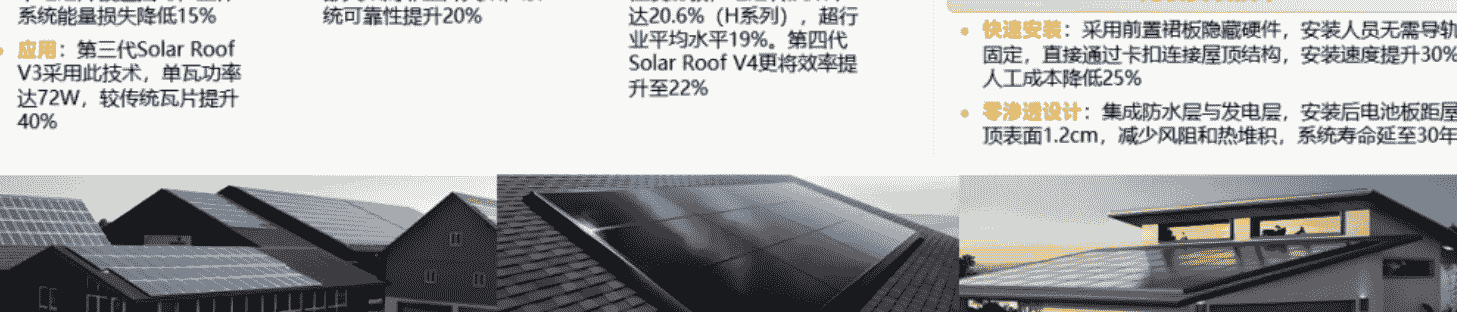 系统能量损失降低15%
应用：第三代Solar Roof
V3采用此技术，单瓦功率
达72W，较传统瓦片提升
40%
统可靠性提升20%
达20.6%（H系列），超行
业平均水平19%。第四代
Solar Roof V4更将效率提
升至22%
快速安装：采用前置裙板隐藏硬件，安装人员无需导轨
固定，直接通过卡扣连接屋顶结构，安装速度提升30%
人工成本降低25%
零渗透设计：集成防水层与发电层，安装后电池板距屋
顶表面1.2cm，减少风阻和热堆积，系统寿命延至30年